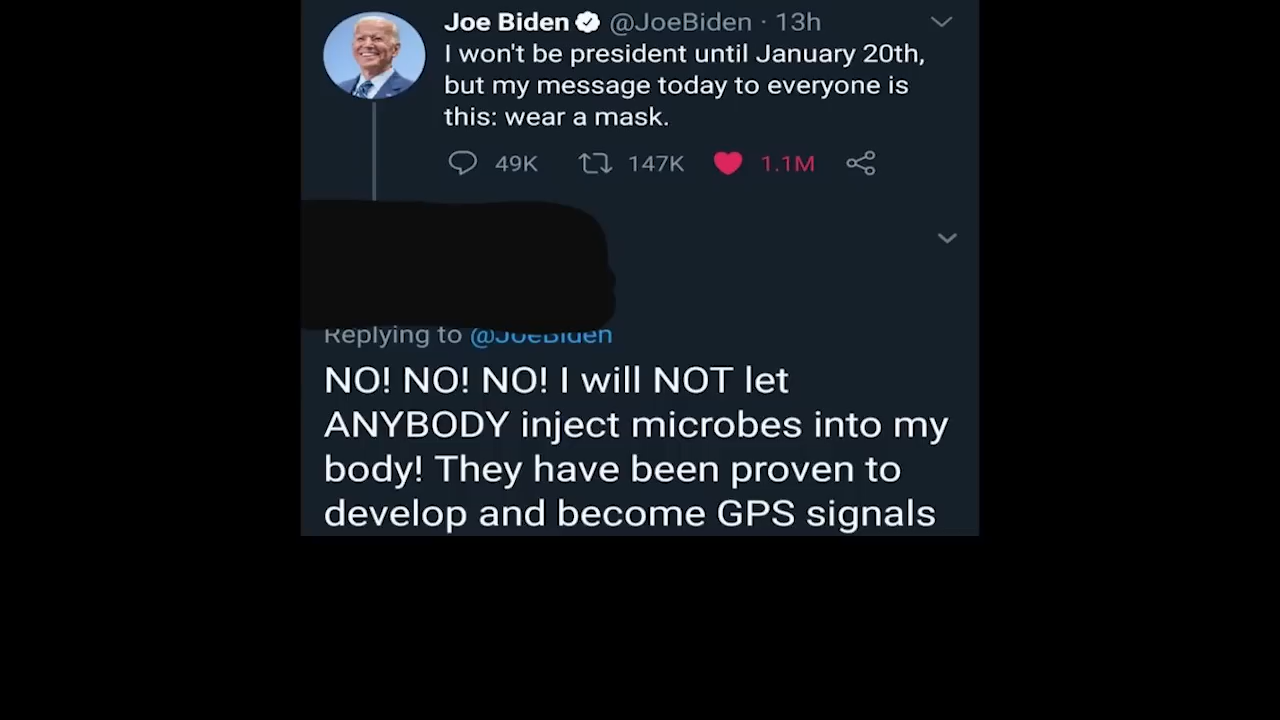 Joe Biden @JoeBiden · 13h
I won't be president until January 20th,
but my message today to everyone is
this: wear a mask.
49K 147K 1.1M
Replying to @JoeBiden
NO! NO! NO! I will NOT let
ANYBODY inject microbes into my
body! They have been proven to
develop and become GPS signals